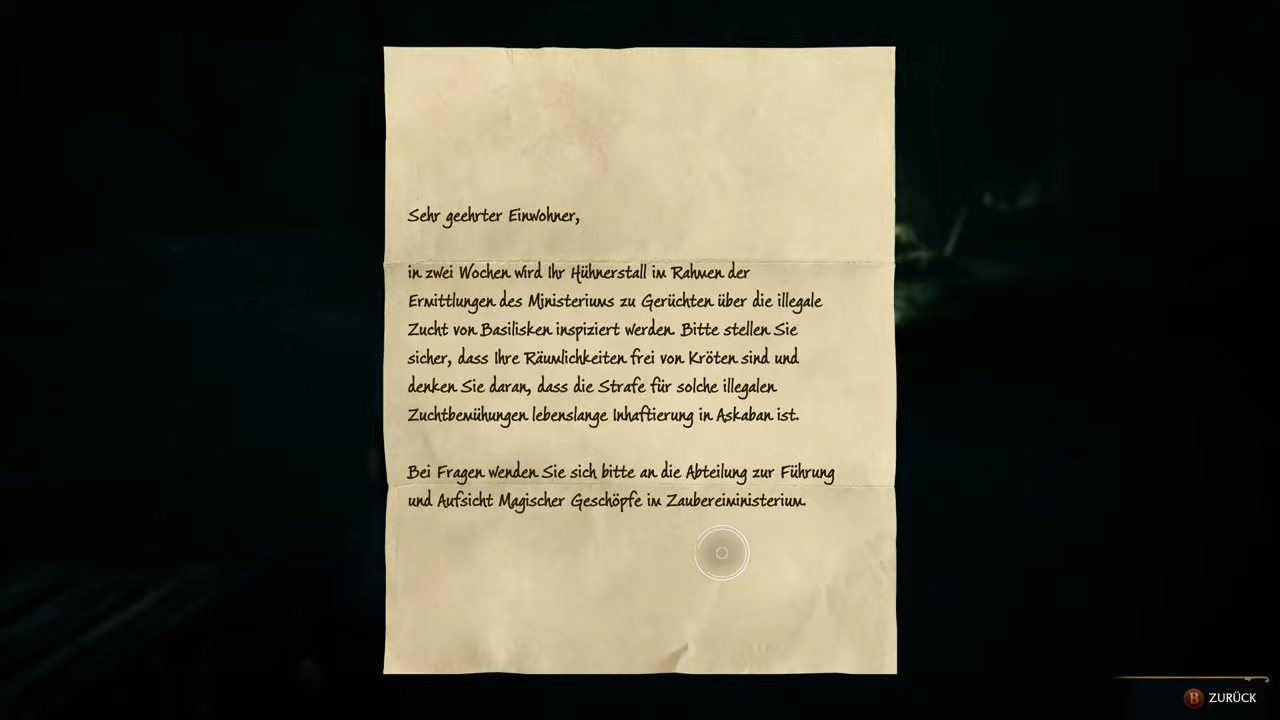 Sehr geehrter Einwohner,
in zwei Wochen wird Ihr Hühnerstall im Rahmen der
Ermittlungen des Ministeriums zu Gerüchten über die illegale
Zucht von Basilisken inspiziert werden. Bitte stellen Sie
sicher, dass Ihre Räumlichkeiten frei von Kröten sind und
denken Sie daran, dass die Strafe für solche illegalen
Zuchtbemühungen lebenslange Inhaftierung in Askaban ist.
Bei Fragen wenden Sie sich bitte an die Abteilung zur Führung
und Aufsicht Magischer Geschöpfe im Zaubereiministerium.
B ZURÜCK